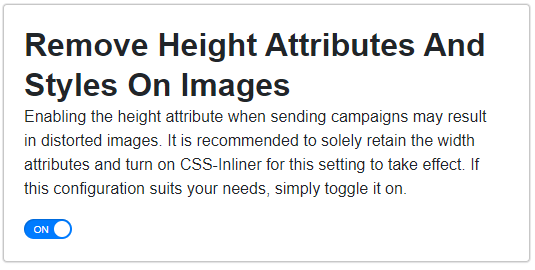 Remove Height Attributes And
Styles On Images
Enabling the height attribute when sending campaigns may result
in distorted images. It is recommended to solely retain the width
attributes and turn on CSS-Inliner for this setting to take effect. If
this configuration suits your needs, simply toggle it on.
ON